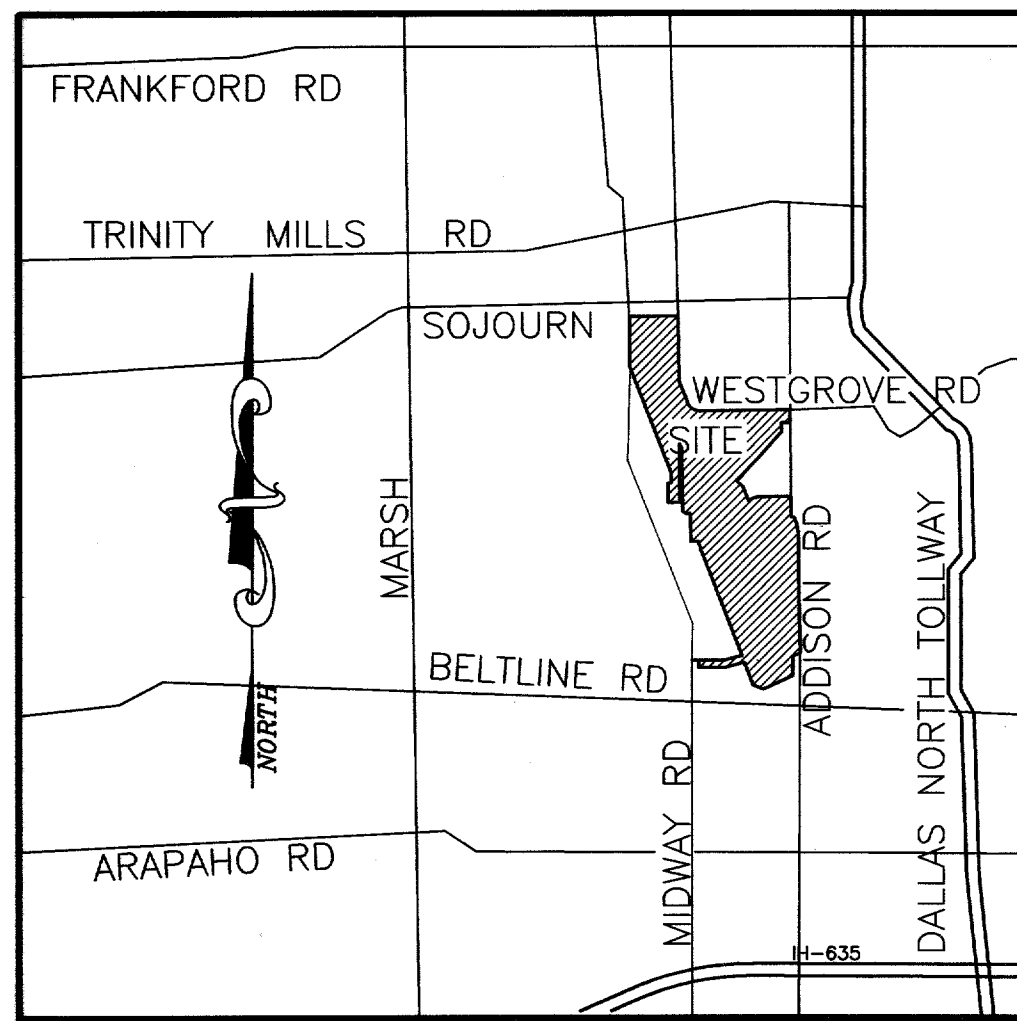 FRANKFORD RD
TRINITY MILLS RD
SOJOURN
WESTGROVE RD
SITE
MARSH
ADDISON RD
DALLAS NORTH TOLLWAY
BELTLINE RD
NORTH
MIDWAY RD
ARAPAHO RD
IH-635